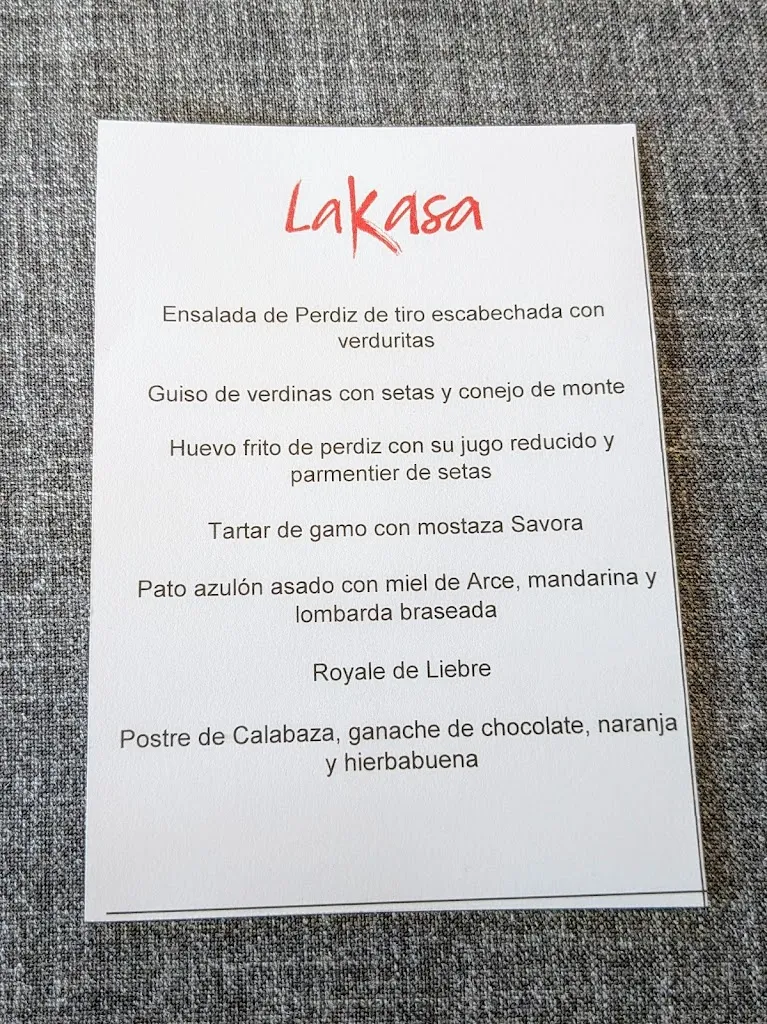 Lakasa
Ensalada de Perdiz de tiro escabechada con
verduritas
Guiso de verdinas con setas y conejo de monte
Huevo frito de perdiz con su jugo reducido y
parmentier de setas
Tartar de gamo con mostaza Savora
Pato azulón asado con miel de Arce, mandarina y
lombarda braseada
Royale de Liebre
Postre de Calabaza, ganache de chocolate, naranja
y hierbabuena